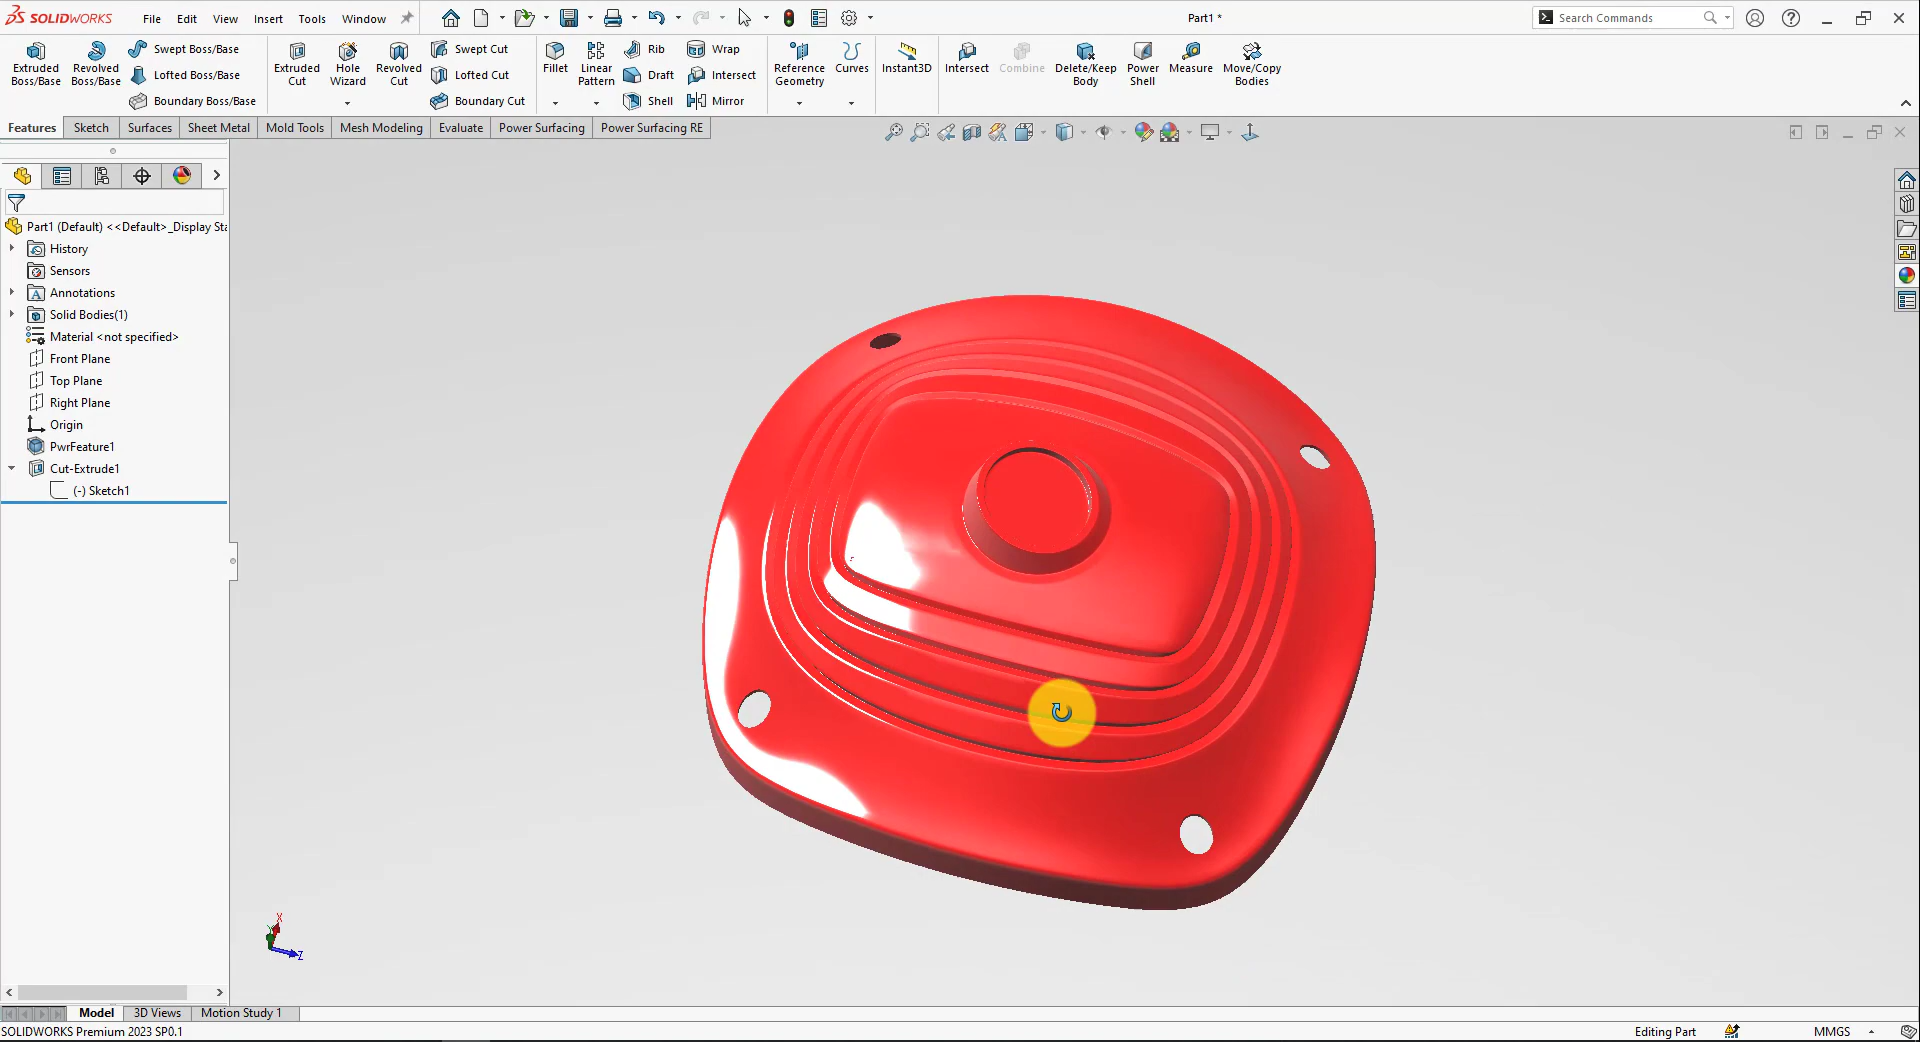 SOLIDWORKS File Edit View Insert Tools Window Part1 * Search Commands
Extruded Boss/Base
Revolved Boss/Base
Swept Boss/Base
Lofted Boss/Base
Boundary Boss/Base
Extruded Cut
Hole Wizard
Revolved Cut
Swept Cut
Lofted Cut
Boundary Cut
Fillet
Linear Pattern
Rib
Draft
Shell
Wrap
Intersect
Mirror
Reference Geometry
Curves
Instant3D
Intersect
Combine
Delete/Keep Body
Power Shell
Measure
Move/Copy Bodies
Features Sketch Surfaces Sheet Metal Mold Tools Mesh Modeling Evaluate Power Surfacing Power Surfacing RE
Part1 (Default) <<Default>_Display Sta
History
Sensors
Annotations
Solid Bodies(1)
Material <not specified>
Front Plane
Top Plane
Right Plane
Origin
PwrFeature1
Cut-Extrude1
(-) Sketch1
X
Z
Model 3D Views Motion Study 1
SOLIDWORKS Premium 2023 SP0.1 Editing Part MMGS